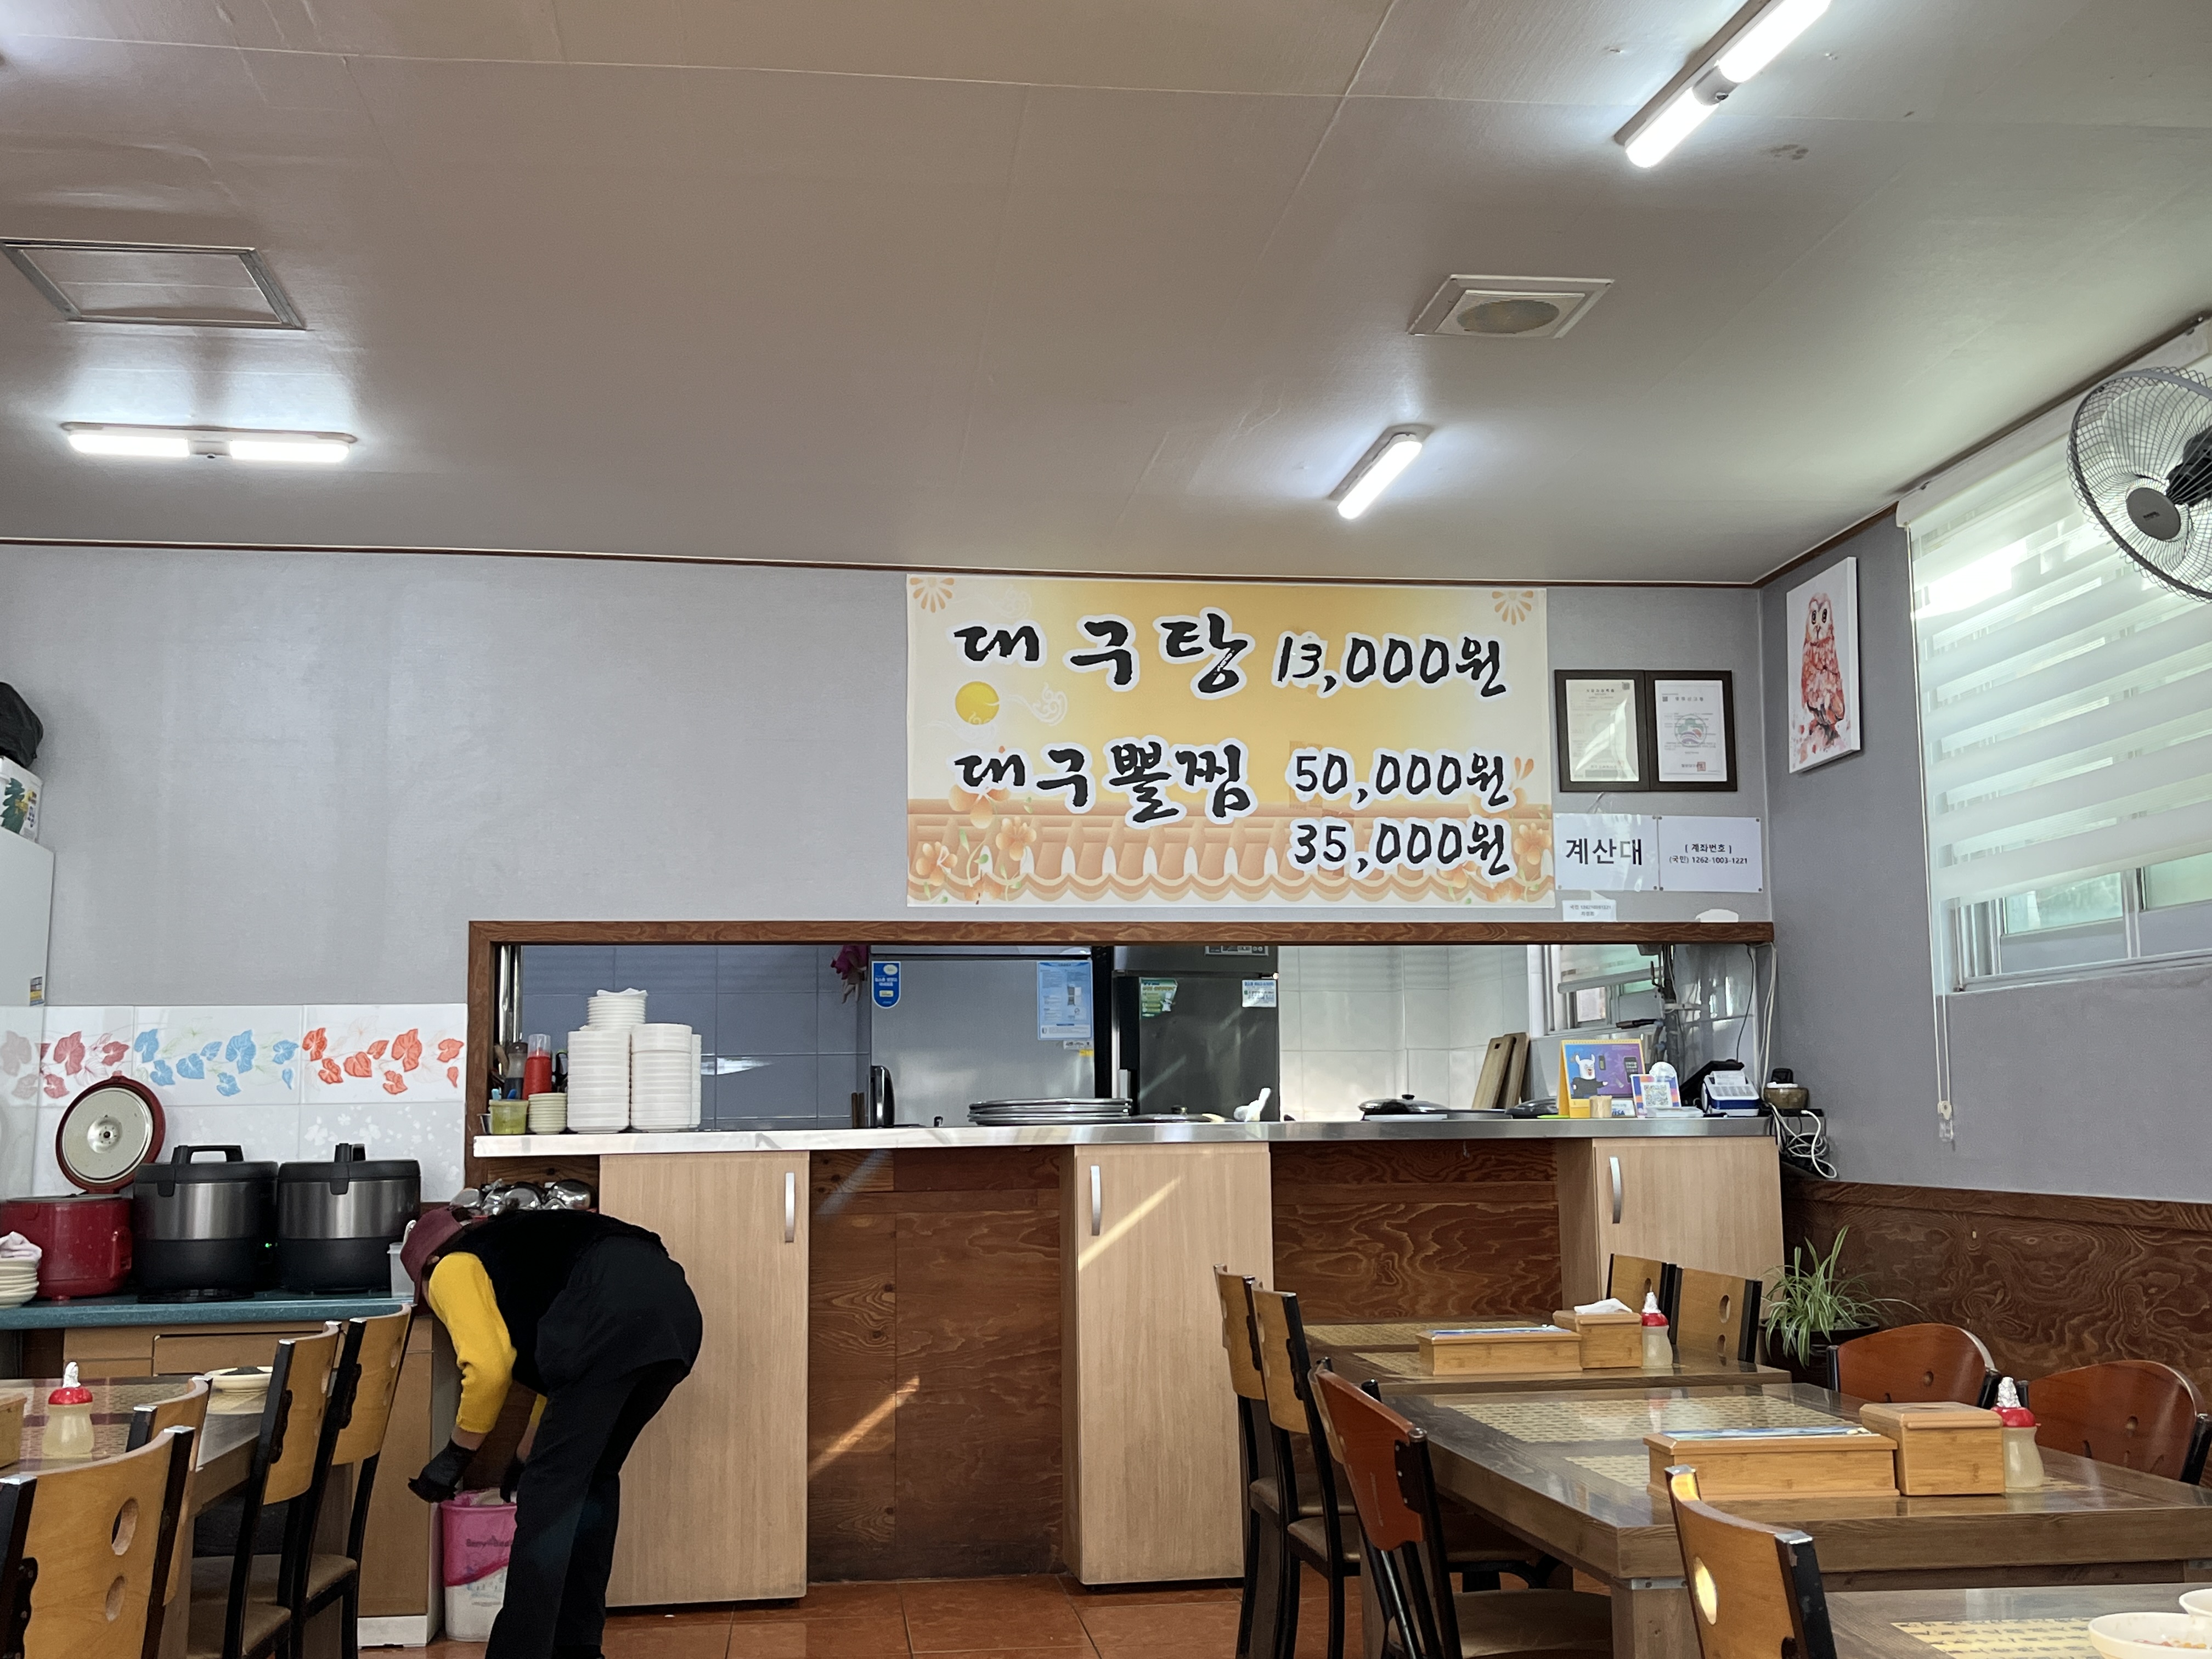 대구탕 13,000원
대구뽈찜 50,000원
35,000원
계산대
( 계좌번호 )
(국민) 1262-1003-1221